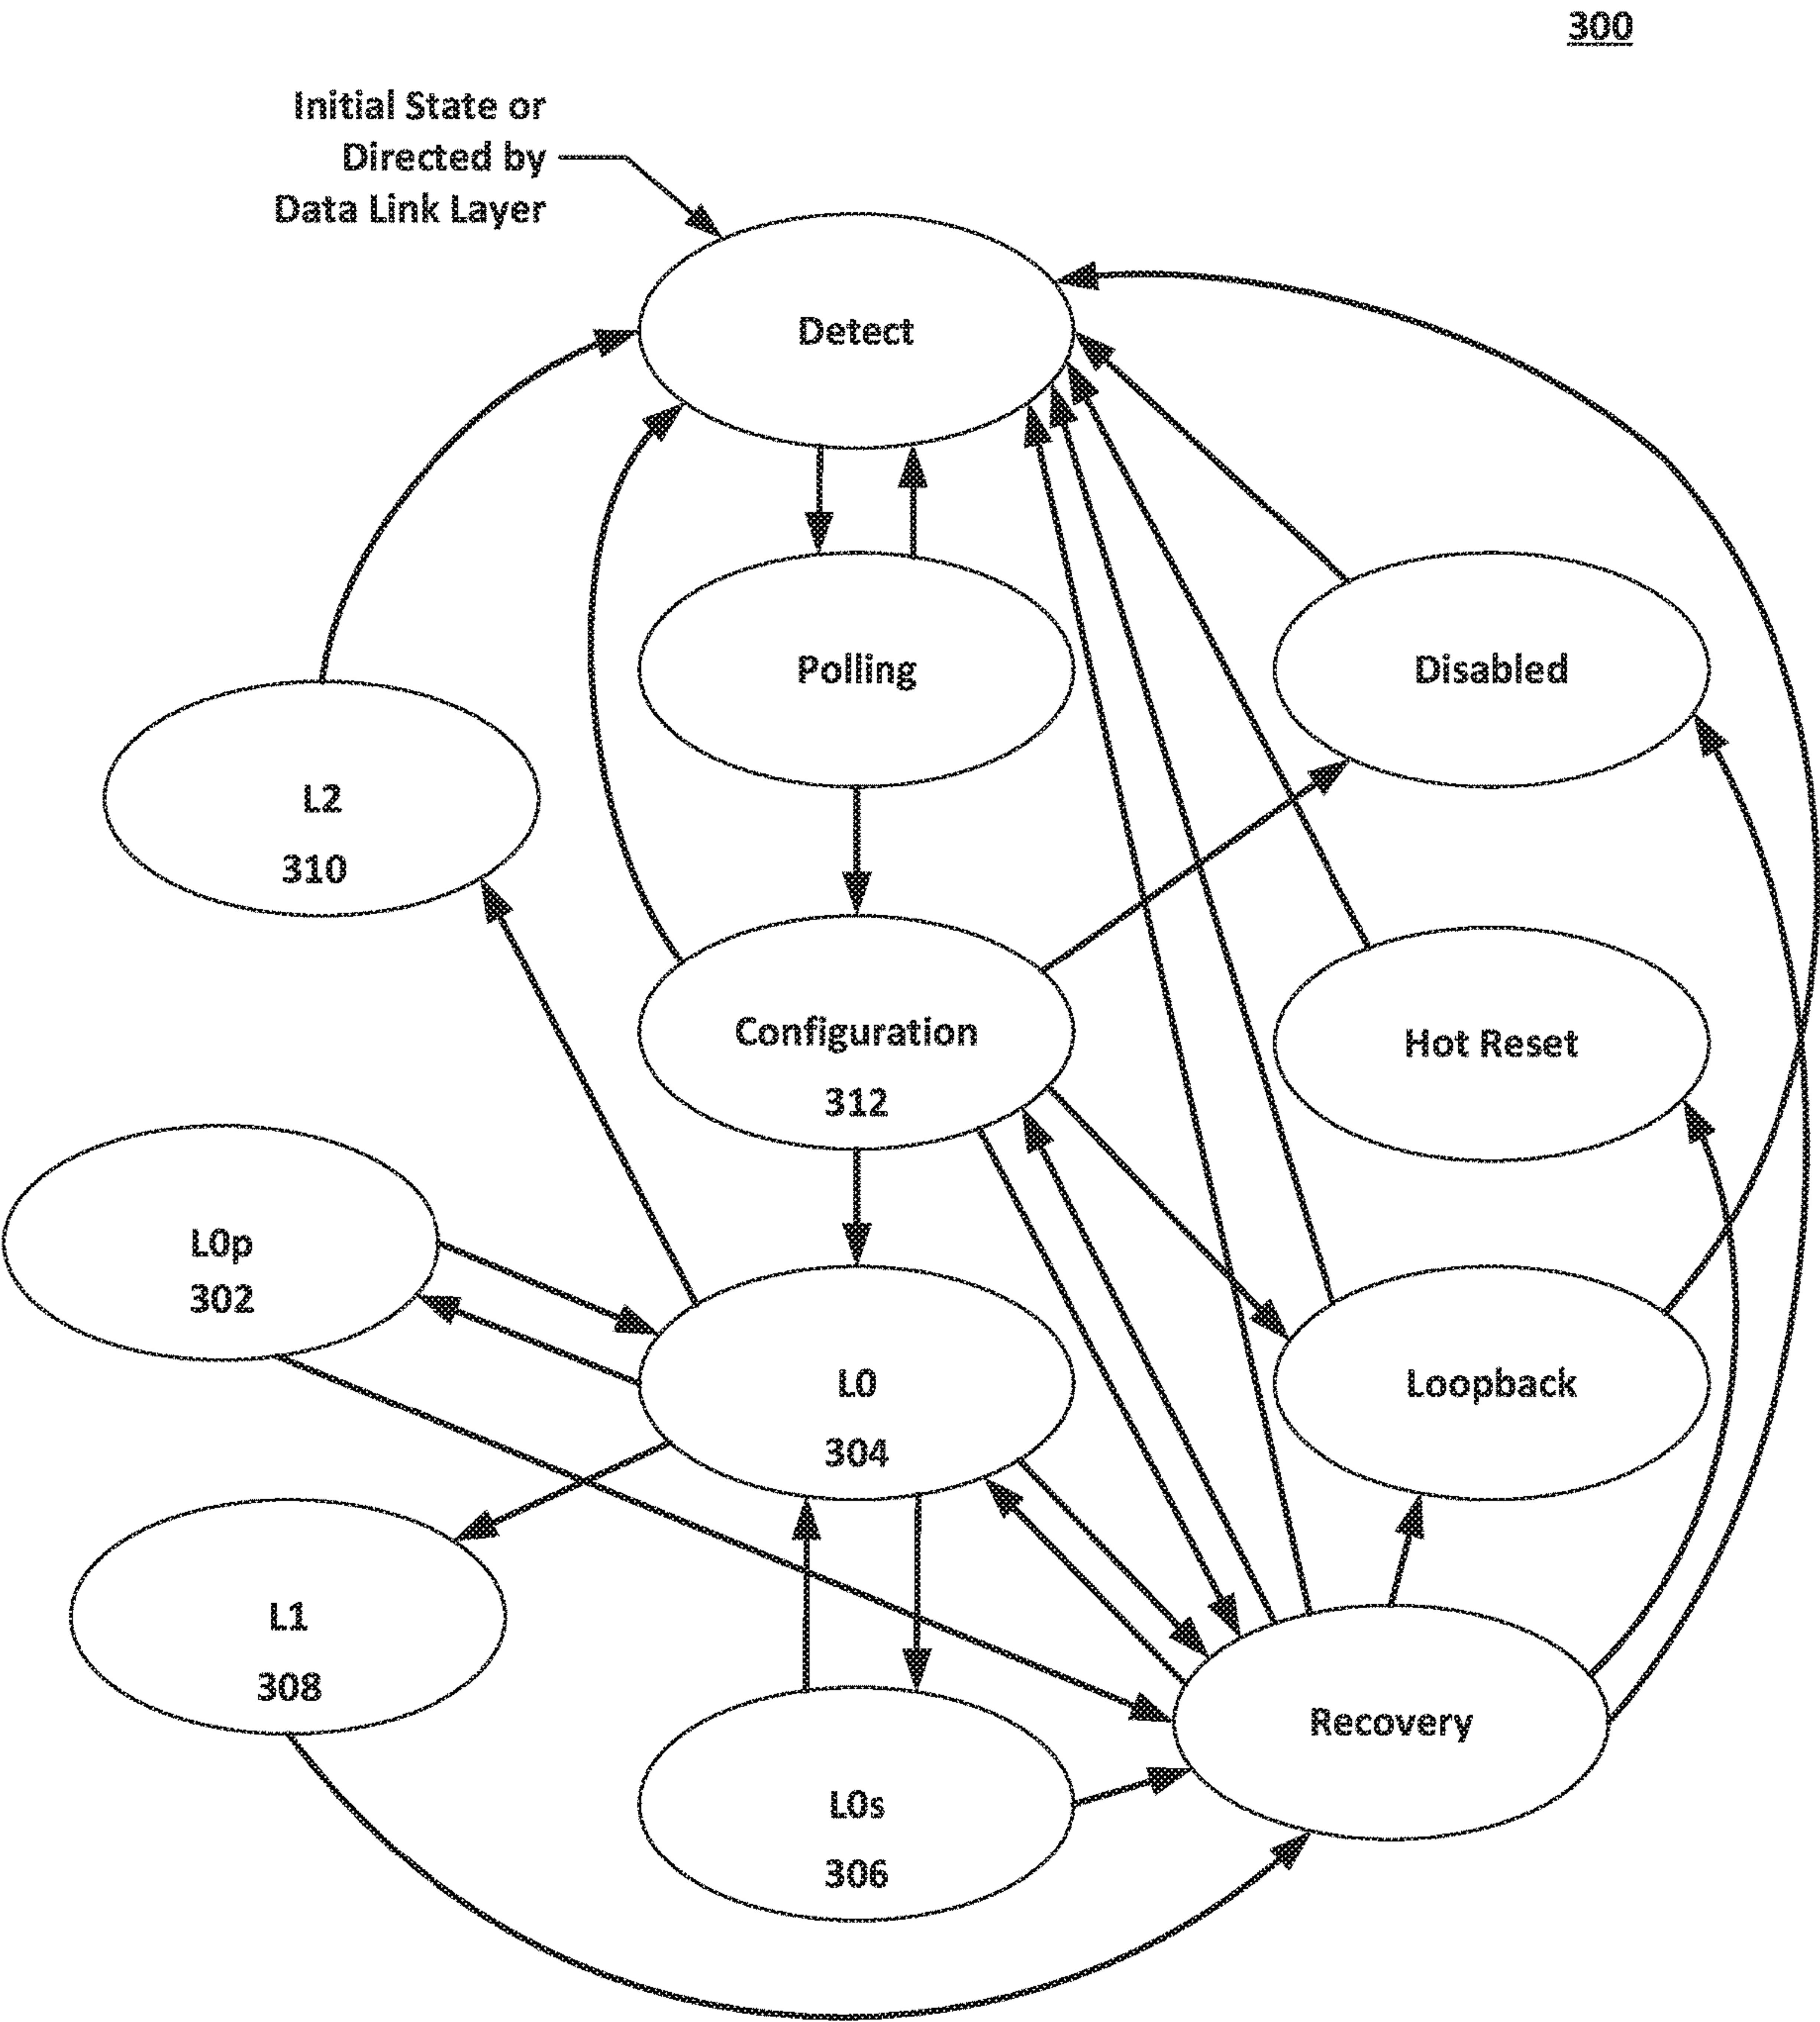 300
Initial State or
Directed by
Data Link Layer
Detect
Polling
Disabled
L2
310
Configuration
312
Hot Reset
L0p
302
L0
304
Loopback
L1
308
Recovery
L0s
306